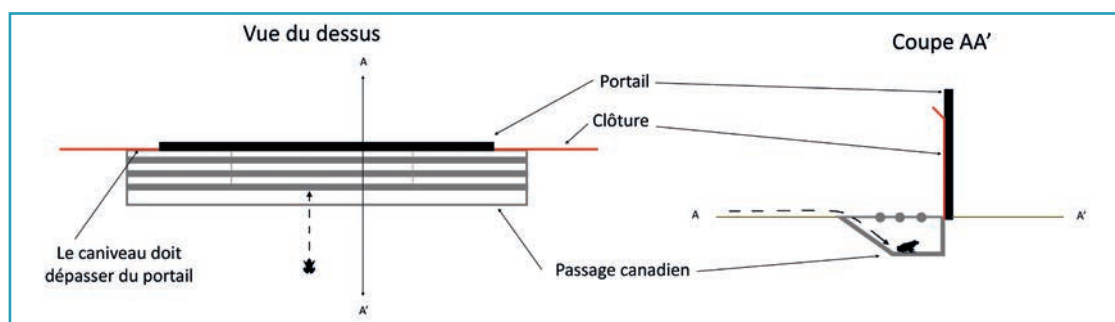 Vue du dessus
A
Le caniveau doit
dépasser du portail
A'
Portail
Clôture
Passage canadien
Coupe AA’
A
A'